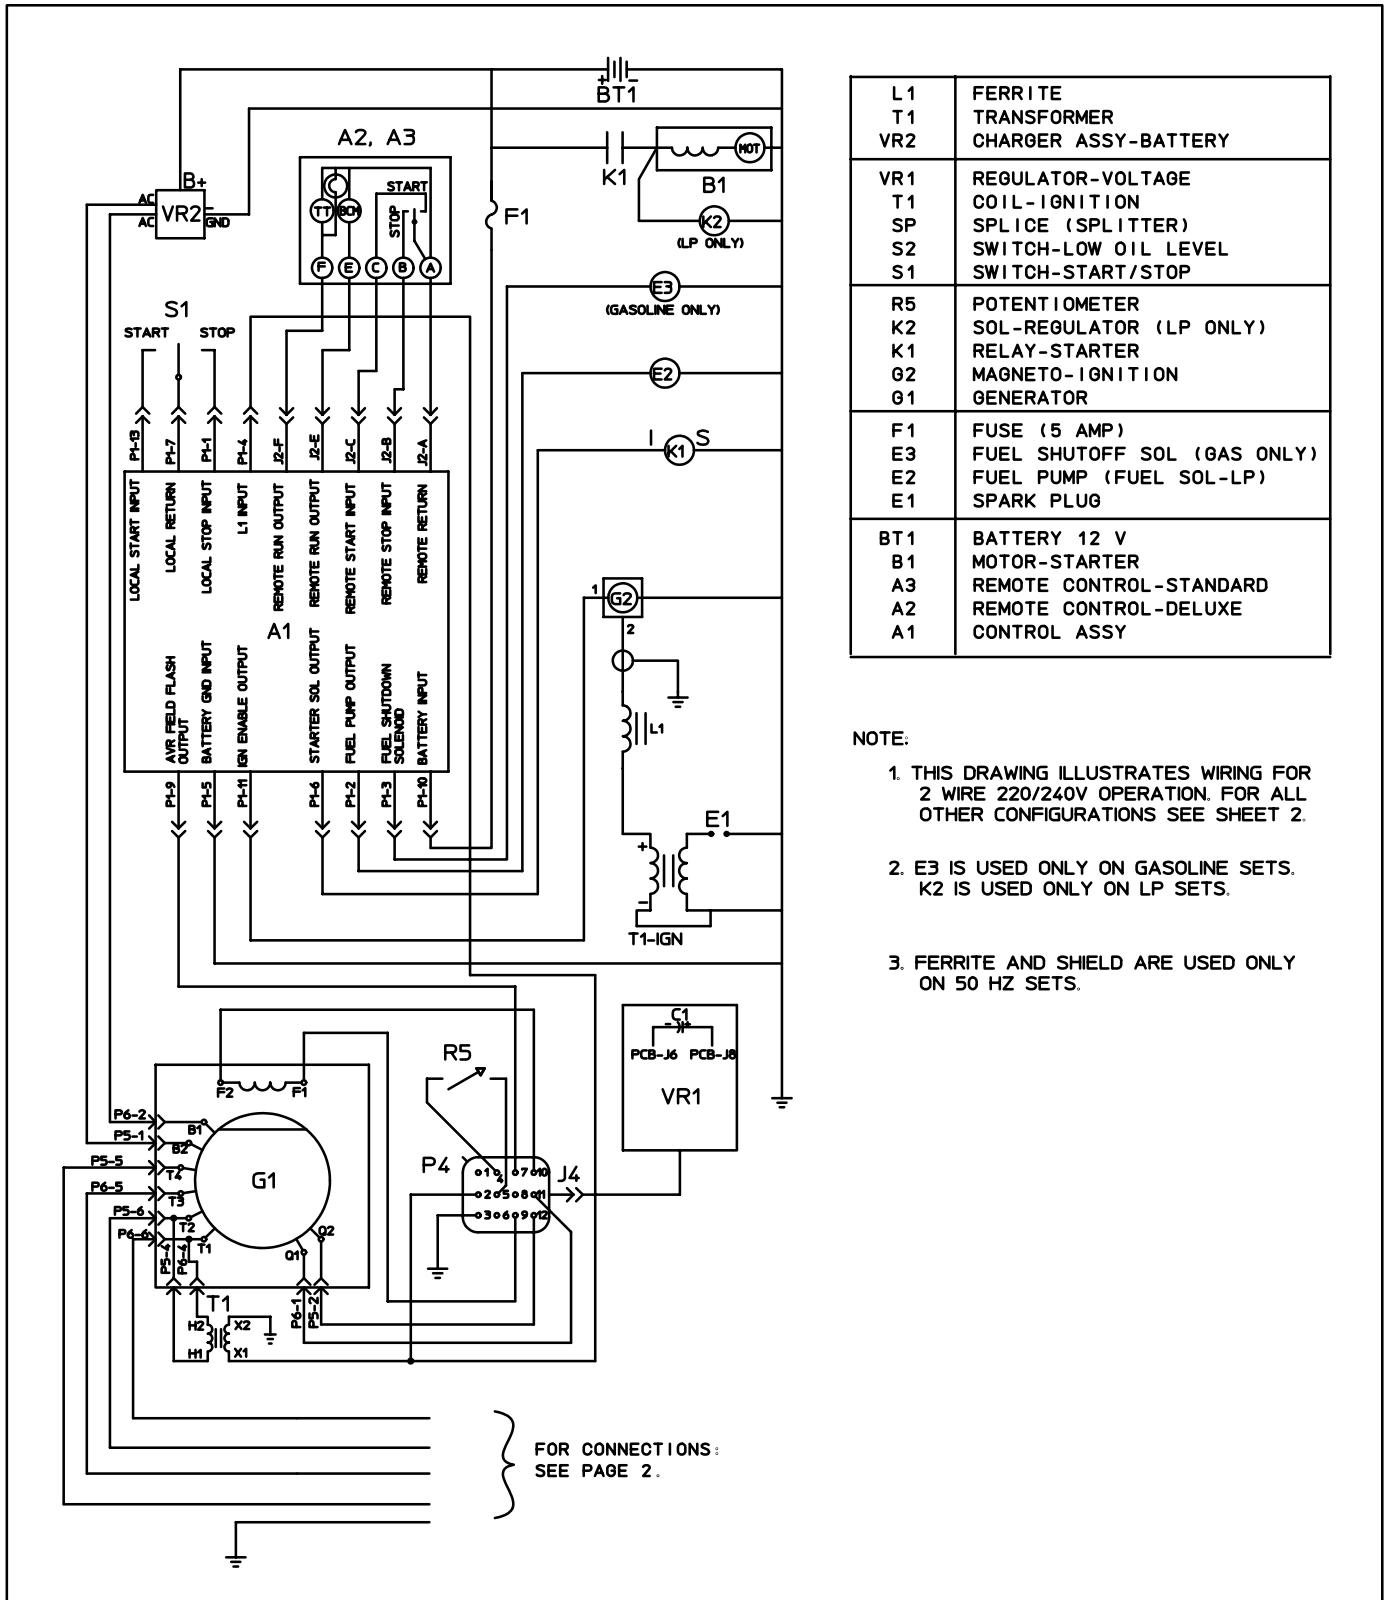 + -
BT1
A2, A3
START
STOP
TT
BCM
F E C B A
F1
K1
MOT
B1
K2
(LP ONLY)
B+
AC
AC
VR2
-
GND
E3
(GASOLINE ONLY)
S1
START
STOP
E2
I K1 S
P1-13
P1-7
P1-1
P1-4
J2-F
J2-E
J2-C
J2-B
J2-A
LOCAL START INPUT
LOCAL RETURN
LOCAL STOP INPUT
L1 INPUT
REMOTE RUN OUTPUT
REMOTE RUN OUTPUT
REMOTE START INPUT
REMOTE STOP INPUT
REMOTE RETURN
A1
AVR FIELD FLASH
OUTPUT
BATTERY GND INPUT
IGN ENABLE OUTPUT
STARTER SOL OUTPUT
FUEL PUMP OUTPUT
FUEL SHUTDOWN
SOLENOID
BATTERY INPUT
P1-9
P1-5
P1-11
P1-6
P1-2
P1-3
P1-10
1
G2
2
L1
E1
+
-
T1-IGN
C1
- +
PCB-J6 PCB-J8
VR1
R5
P4
J4
1 4 7 10
2 5 8 11
3 6 9 12
F2
F1
P6-2
P5-1
P5-5
P6-5
P5-6
P6-6
B1
B2
T4
T3
T2
T1
G1
Q1
Q2
P5-4
P6-4
P6-1
P5-2
T1
H2 X2
H1 X1
FOR CONNECTIONS:
SEE PAGE 2.
L1 FERRITE
T1 TRANSFORMER
VR2 CHARGER ASSY-BATTERY
VR1 REGULATOR-VOLTAGE
T1 COIL-IGNITION
SP SPLICE (SPLITTER)
S2 SWITCH-LOW OIL LEVEL
S1 SWITCH-START/STOP
R5 POTENTIOMETER
K2 SOL-REGULATOR (LP ONLY)
K1 RELAY-STARTER
G2 MAGNETO-IGNITION
G1 GENERATOR
F1 FUSE (5 AMP)
E3 FUEL SHUTOFF SOL (GAS ONLY)
E2 FUEL PUMP (FUEL SOL-LP)
E1 SPARK PLUG
BT1 BATTERY 12 V
B1 MOTOR-STARTER
A3 REMOTE CONTROL-STANDARD
A2 REMOTE CONTROL-DELUXE
A1 CONTROL ASSY
NOTE:
1. THIS DRAWING ILLUSTRATES WIRING FOR
2 WIRE 220/240V OPERATION. FOR ALL
OTHER CONFIGURATIONS SEE SHEET 2.
2. E3 IS USED ONLY ON GASOLINE SETS.
K2 IS USED ONLY ON LP SETS.
3. FERRITE AND SHIELD ARE USED ONLY
ON 50 HZ SETS.